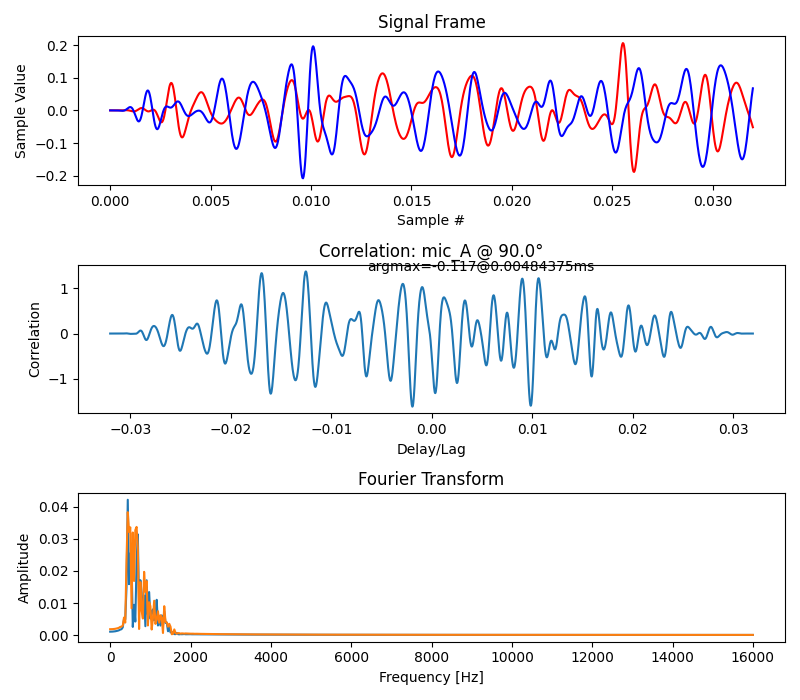 Signal Frame
Sample Value
0.2
0.1
0.0
−0.1
−0.2
0.000 0.005 0.010 0.015 0.020 0.025 0.030
Sample #
Correlation: mic_A @ 90.0°
argmax=-0.117@0.00484375ms
Correlation
1
0
−1
−0.03 −0.02 −0.01 0.00 0.01 0.02 0.03
Delay/Lag
Fourier Transform
Amplitude
0.04
0.03
0.02
0.01
0.00
0 2000 4000 6000 8000 10000 12000 14000 16000
Frequency [Hz]